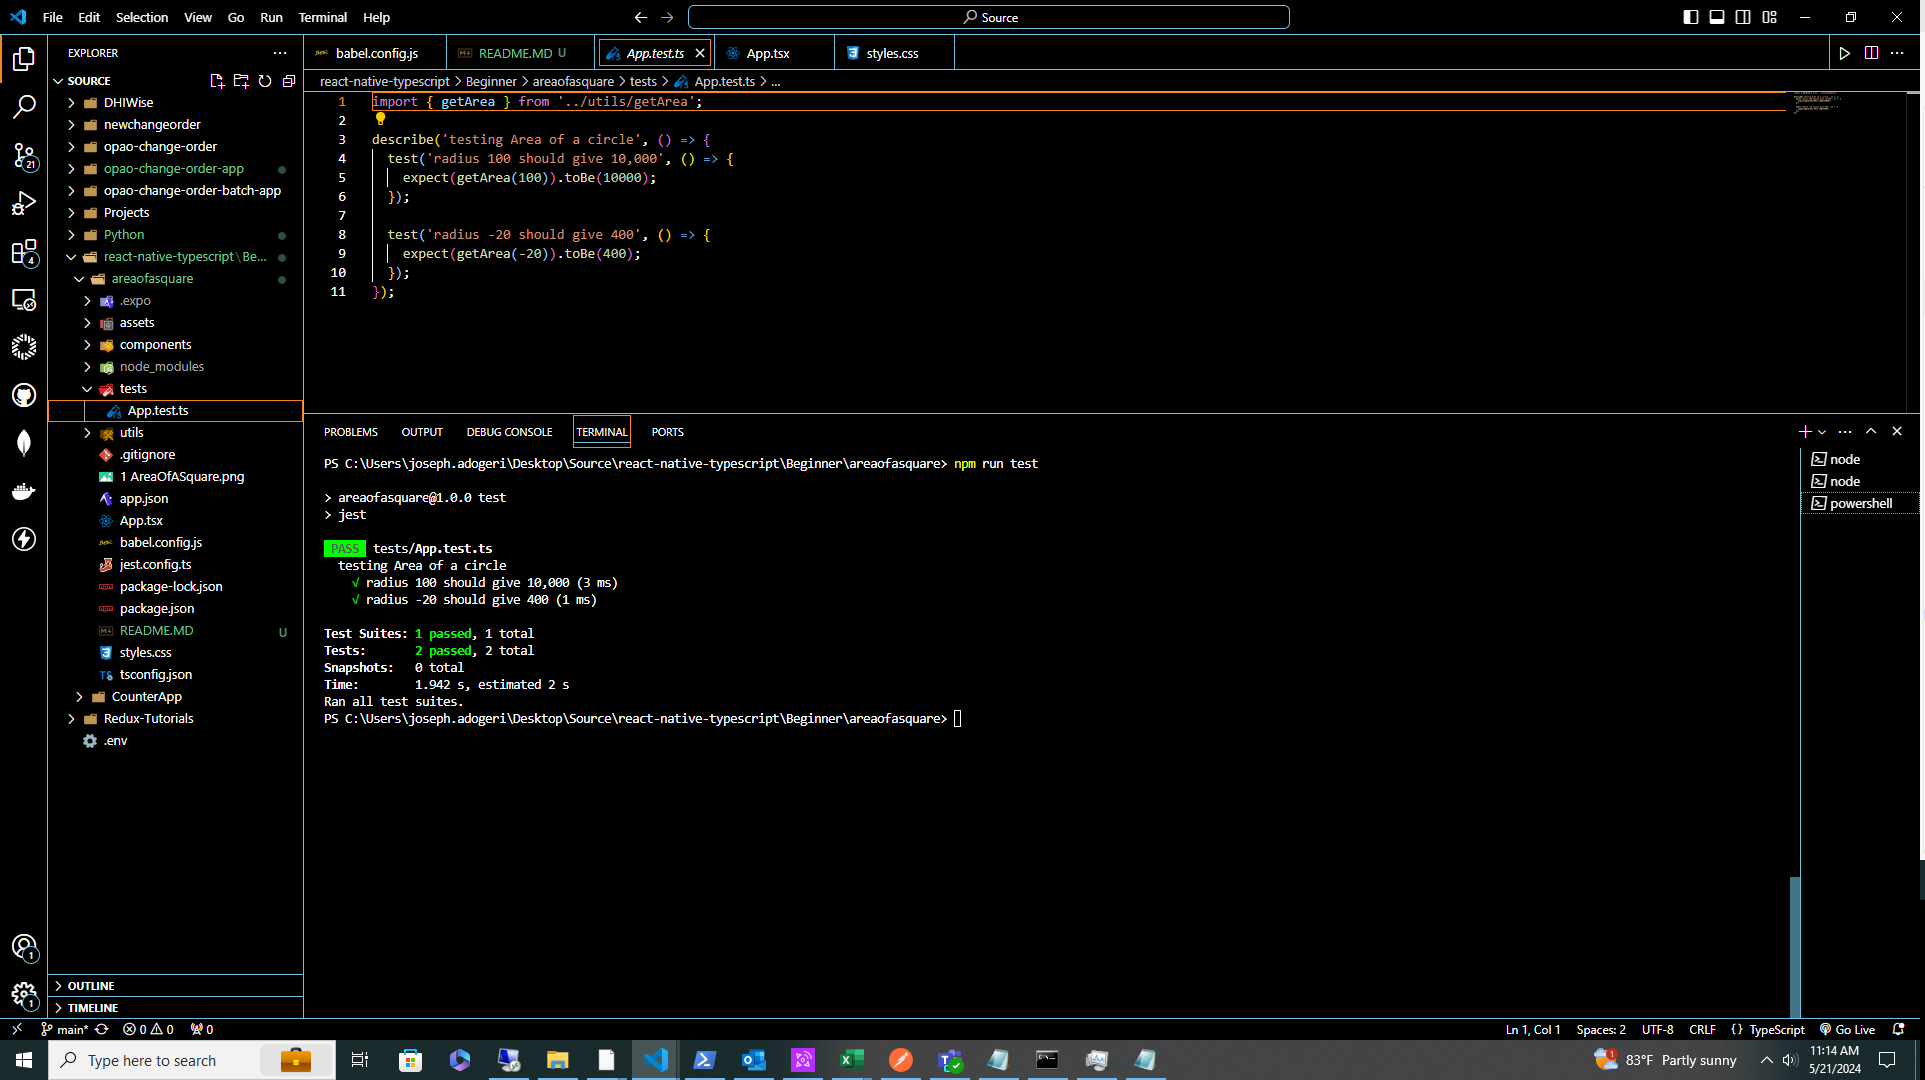 File Edit Selection View Go Run Terminal Help
Source
EXPLORER
babel.config.js
README.MD U
App.test.ts
App.tsx
styles.css
SOURCE
react-native-typescript > Beginner > areaofasquare > tests > App.test.ts > ...
DHIWise
newchangeorder
opao-change-order
opao-change-order-app
opao-change-order-batch-app
Projects
Python
react-native-typescript\Be...
areaofasquare
.expo
assets
components
node_modules
tests
App.test.ts
utils
.gitignore
1 AreaOfASquare.png
app.json
App.tsx
babel.config.js
jest.config.ts
package-lock.json
package.json
README.MD U
styles.css
tsconfig.json
CounterApp
Redux-Tutorials
.env
OUTLINE
TIMELINE
21
4
1
1
1 import { getArea } from '../utils/getArea';
2
3 describe('testing Area of a circle', () => {
4 test('radius 100 should give 10,000', () => {
5 expect(getArea(100)).toBe(10000);
6 });
7
8 test('radius -20 should give 400', () => {
9 expect(getArea(-20)).toBe(400);
10 });
11 });
PROBLEMS OUTPUT DEBUG CONSOLE TERMINAL PORTS
PS C:\Users\joseph.adogeri\Desktop\Source\react-native-typescript\Beginner\areaofasquare> npm run test
> areaofasquare@1.0.0 test
> jest
PASS tests/App.test.ts
testing Area of a circle
√ radius 100 should give 10,000 (3 ms)
√ radius -20 should give 400 (1 ms)
Test Suites: 1 passed, 1 total
Tests: 2 passed, 2 total
Snapshots: 0 total
Time: 1.942 s, estimated 2 s
Ran all test suites.
PS C:\Users\joseph.adogeri\Desktop\Source\react-native-typescript\Beginner\areaofasquare>
node
node
powershell
main* 0 0 0
Ln 1, Col 1 Spaces: 2 UTF-8 CRLF {} TypeScript Go Live
Type here to search
83°F Partly sunny
11:14 AM
5/21/2024